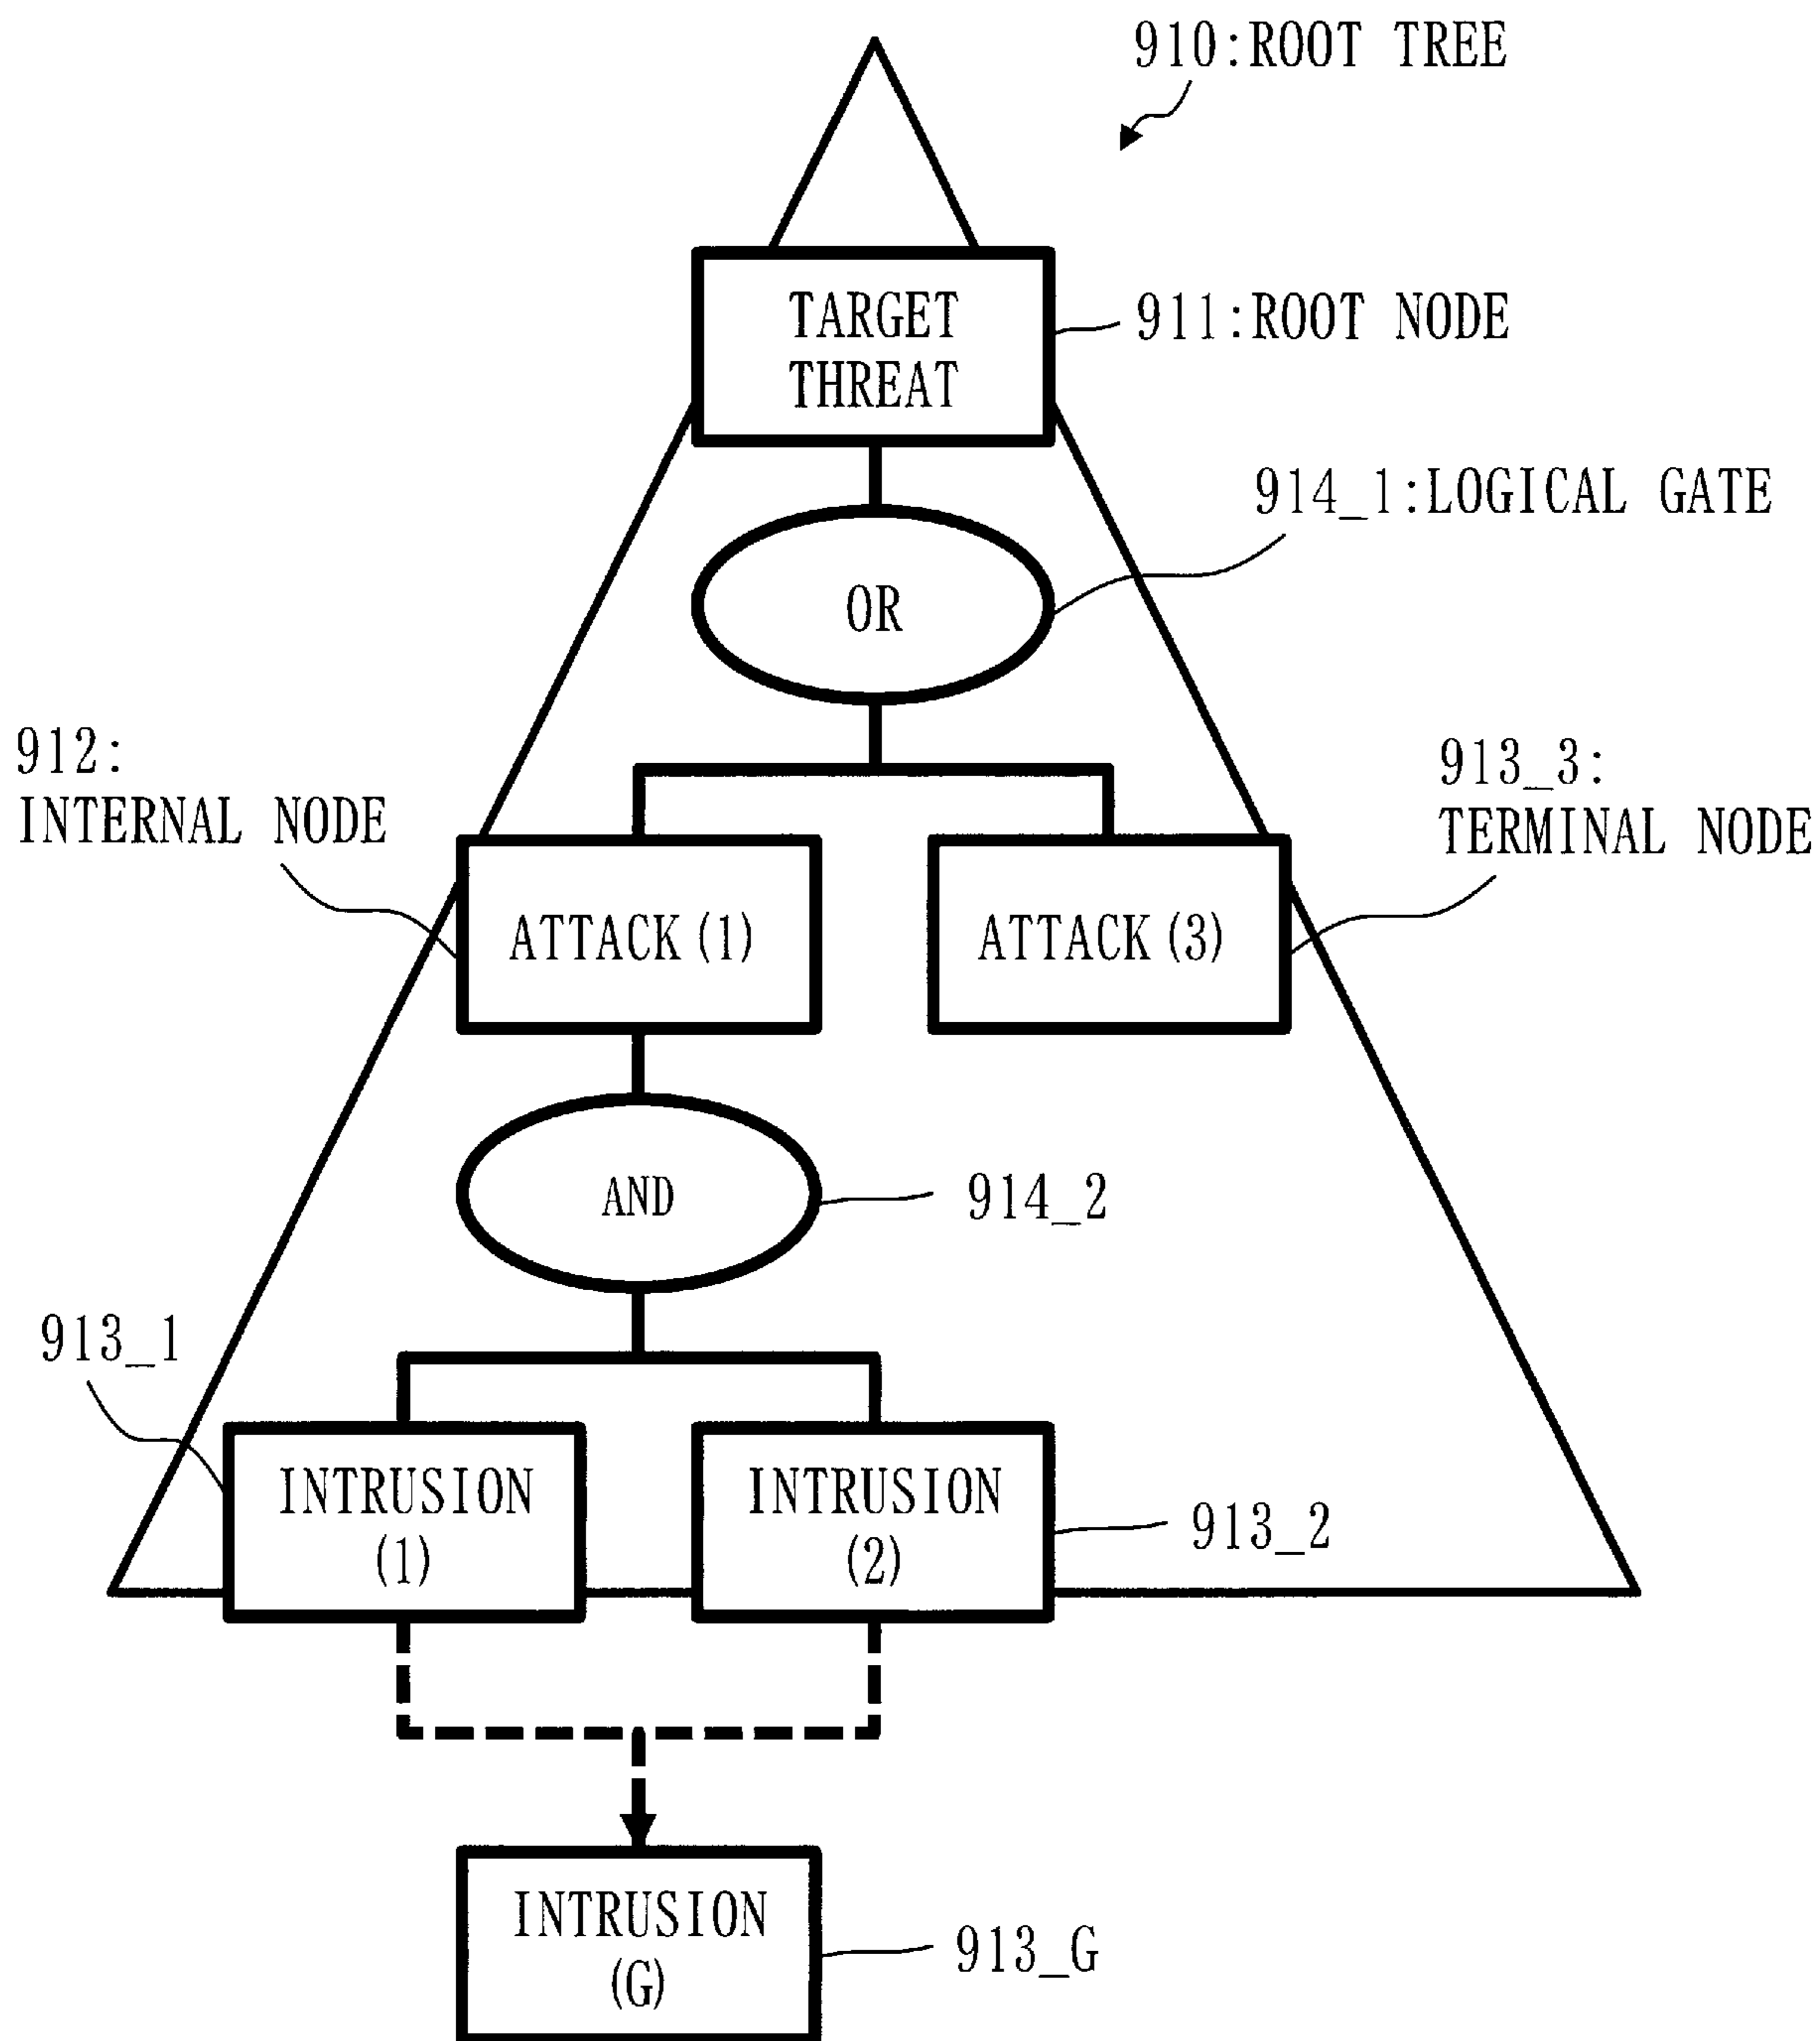 910:ROOT TREE
TARGET
THREAT
911:ROOT NODE
914_1:LOGICAL GATE
OR
912:
INTERNAL NODE
913_3:
TERMINAL NODE
ATTACK(1)
ATTACK(3)
AND
914_2
913_1
INTRUSION
(1)
INTRUSION
(2)
913_2
INTRUSION
(G)
913_G